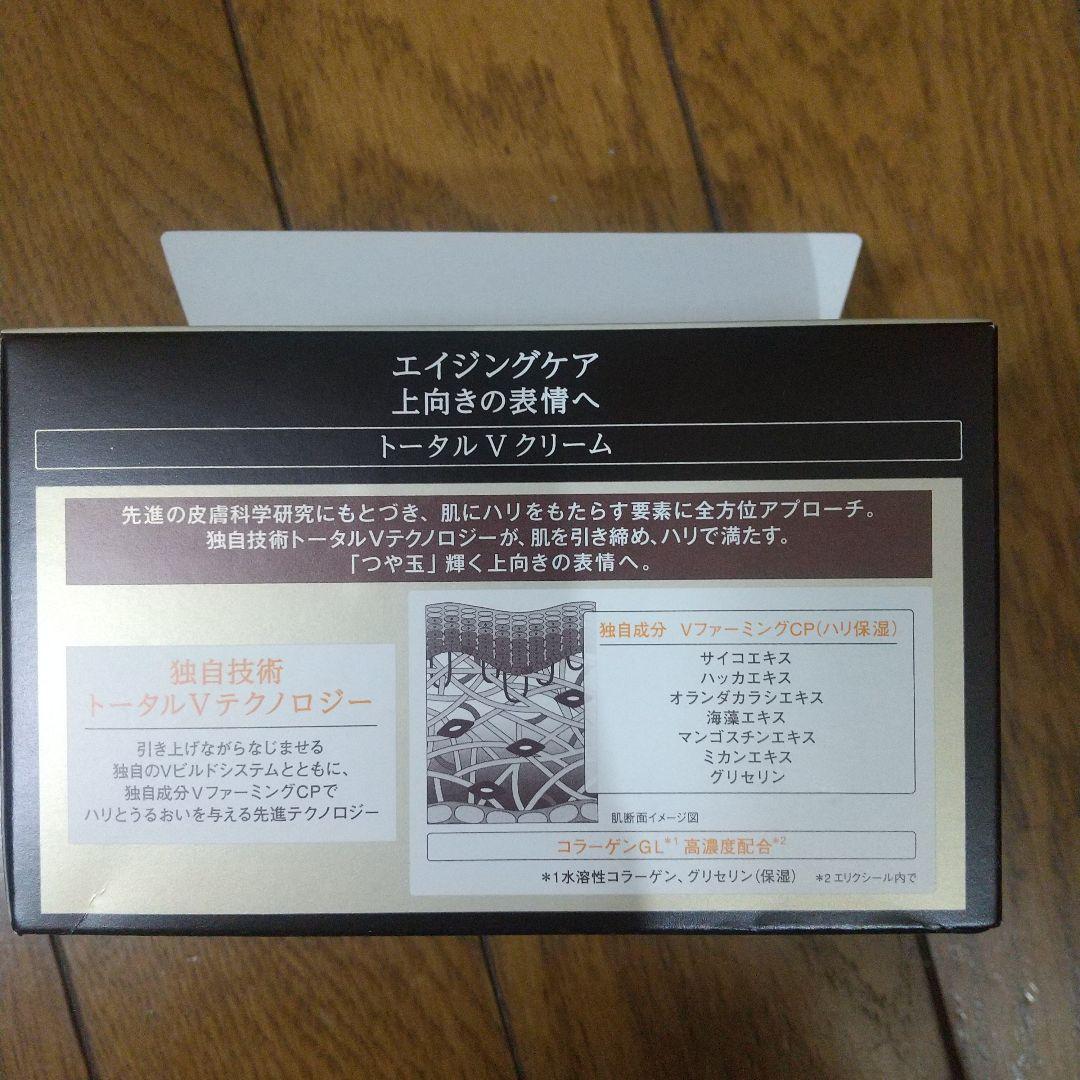 エイジングケア
上向きの表情へ
トータル V クリーム
先進の皮膚科学研究にもとづき、肌にハリをもたらす要素に全方位アプローチ。
独自技術トータルVテクノロジーが、肌を引き締め、ハリで満たす。
「つや玉」輝く上向きの表情へ。
独自技術
トータルVテクノロジー
引き上げながらなじませる
独自のVビルドシステムとともに、
独自成分VファーミングCPで
ハリとうるおいを与える先進テクノロジー
独自成分 VファーミングCP(ハリ保湿)
サイコエキス
ハッカエキス
オランダカラシエキス
海藻エキス
マンゴスチンエキス
ミカンエキス
グリセリン
肌断面イメージ図
コラーゲンGL*1 高濃度配合*2
*1水溶性コラーゲン、グリセリン(保湿) *2エリクシール内で